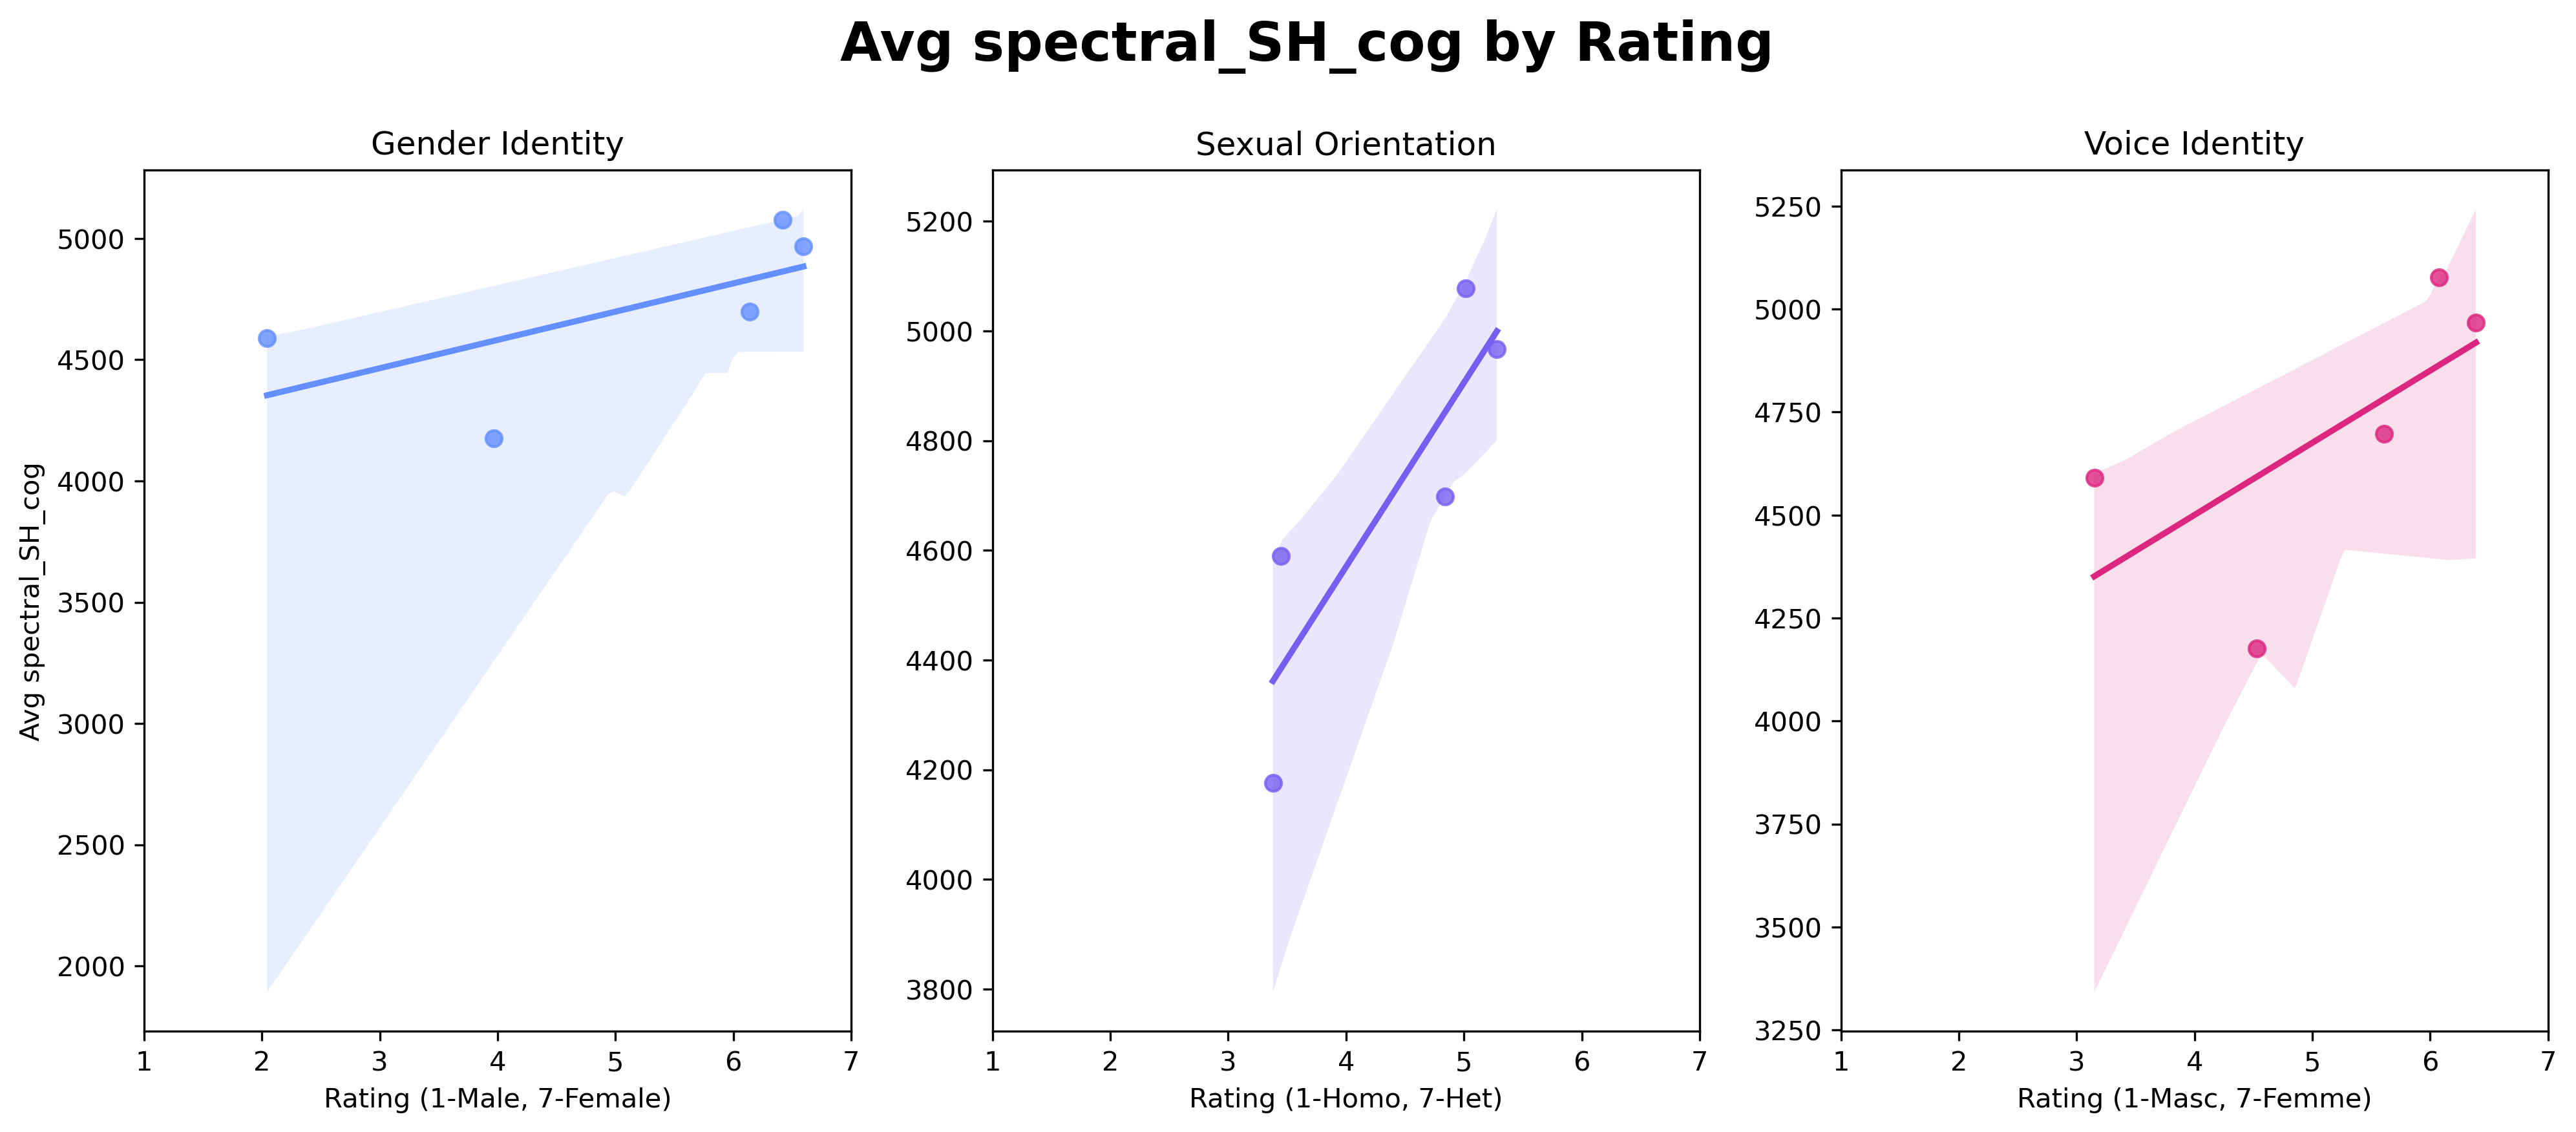 Avg spectral_SH_cog by Rating
Gender Identity
Sexual Orientation
Voice Identity
Avg spectral_SH_cog
5000
4500
4000
3500
3000
2500
2000
1 2 3 4 5 6 7
Rating (1-Male, 7-Female)
5200
5000
4800
4600
4400
4200
4000
3800
1 2 3 4 5 6 7
Rating (1-Homo, 7-Het)
5250
5000
4750
4500
4250
4000
3750
3500
3250
1 2 3 4 5 6 7
Rating (1-Masc, 7-Femme)